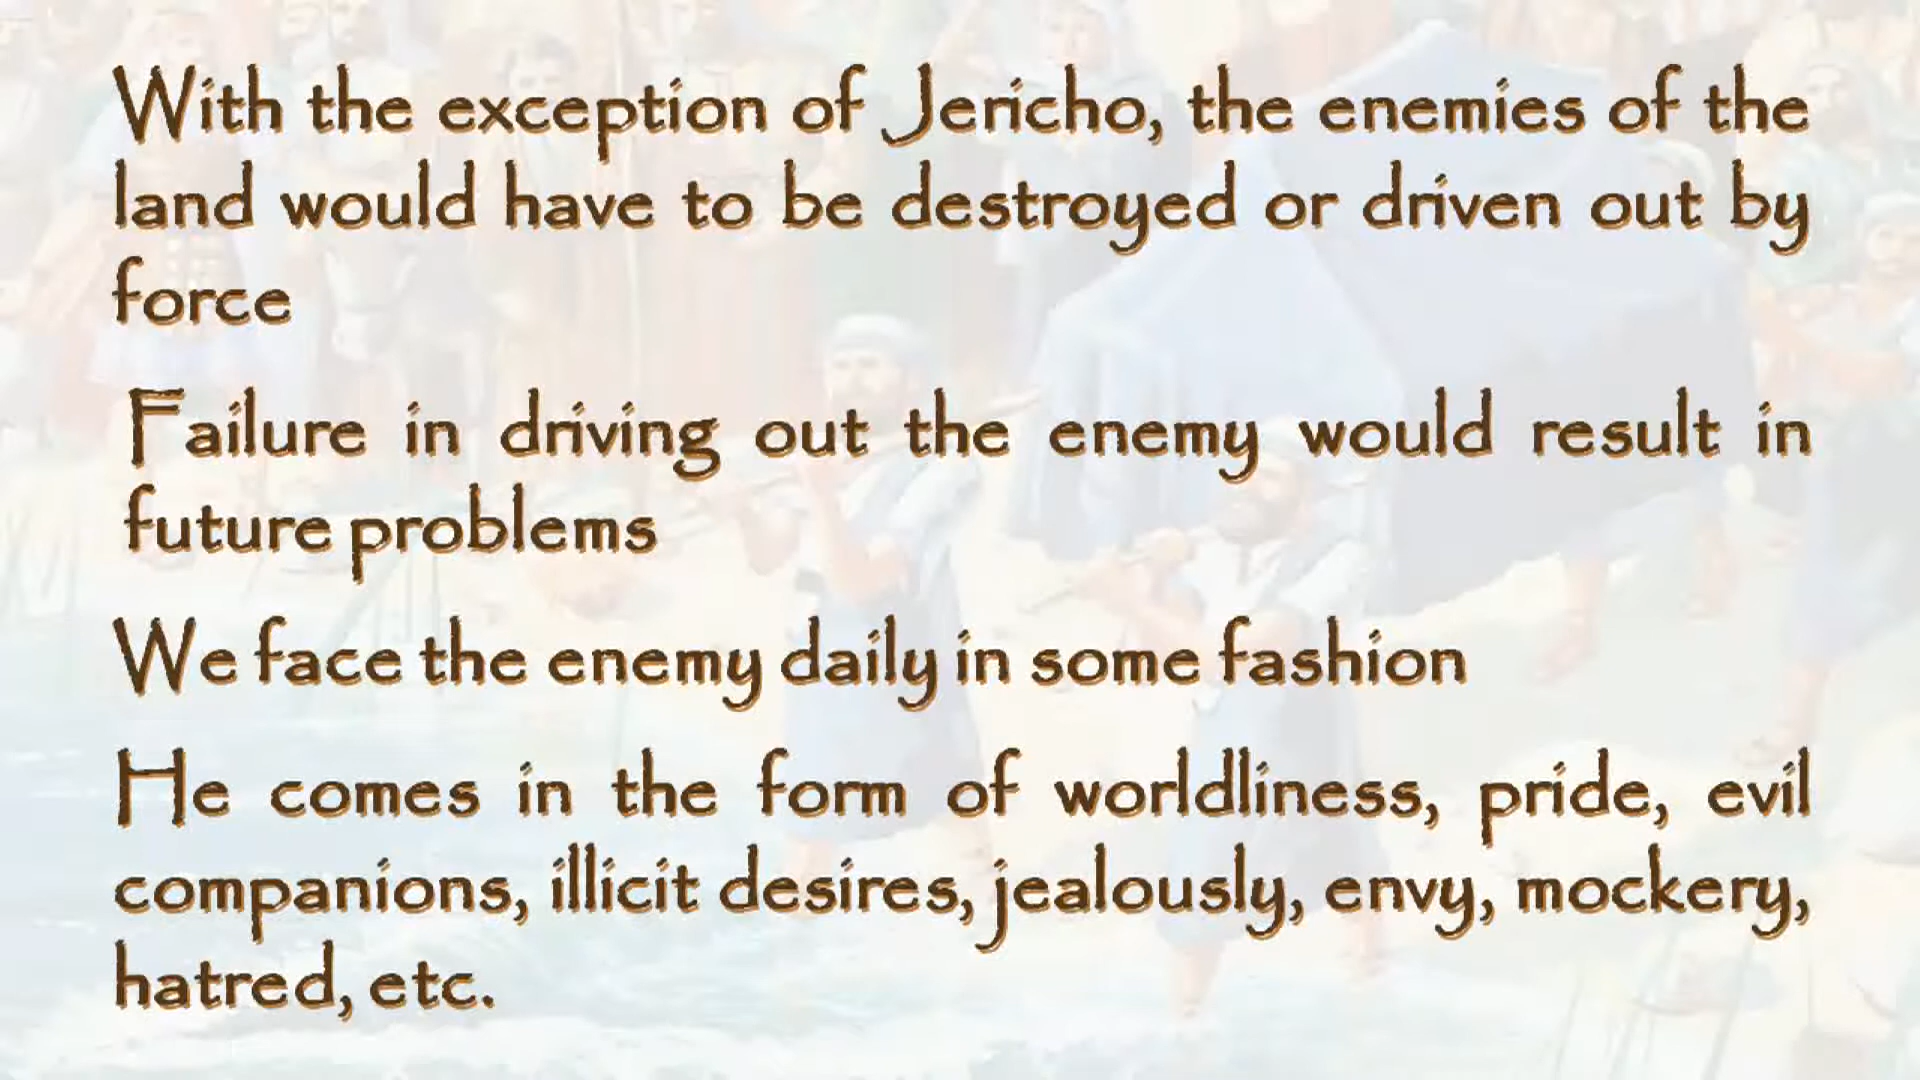 With the exception of Jericho, the enemies of the
land would have to be destroyed or driven out by
force
Failure in driving out the enemy would result in
future problems
We face the enemy daily in some fashion
He comes in the form of worldliness, pride, evil
companions, illicit desires, jealously, envy, mockery,
hatred, etc.